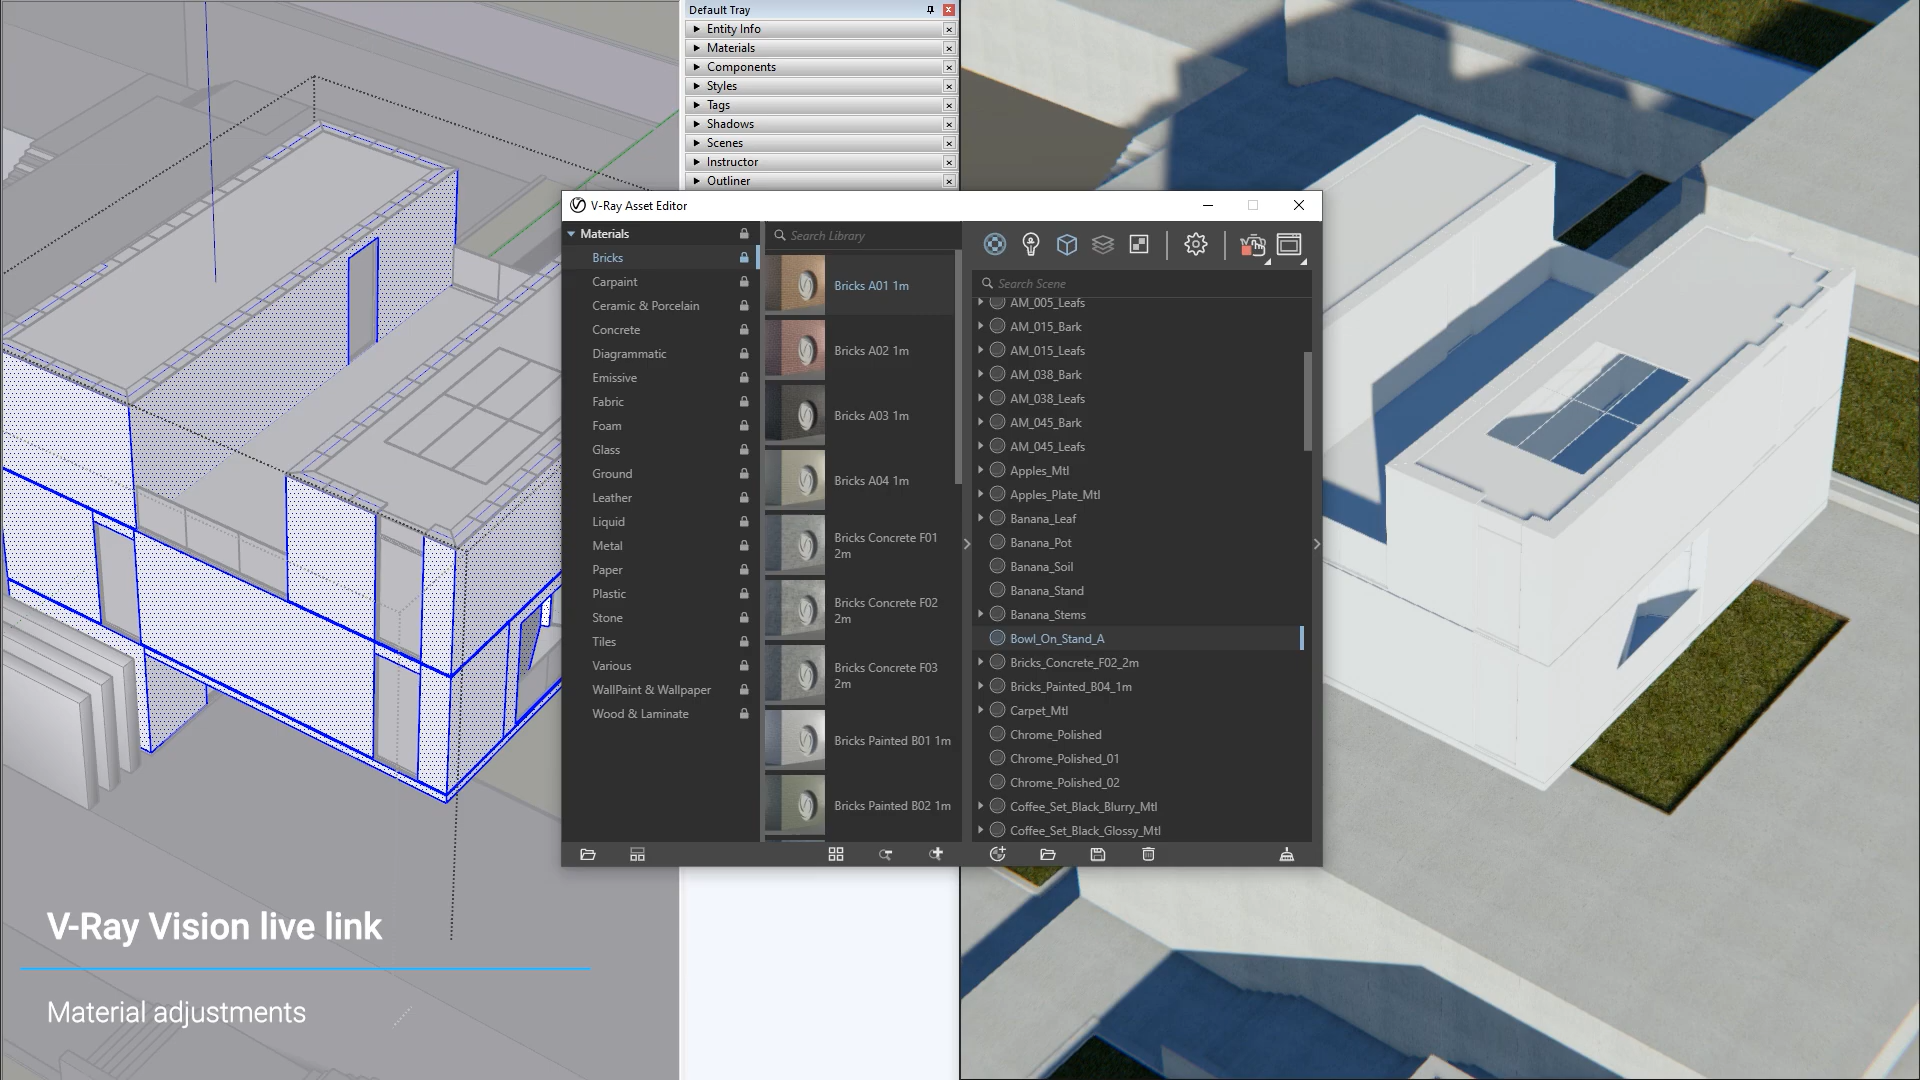 Default Tray
Entity Info
Materials
Components
Styles
Tags
Shadows
Scenes
Instructor
Outliner
V-Ray Asset Editor
Materials
Bricks
Carpaint
Ceramic & Porcelain
Concrete
Diagrammatic
Emissive
Fabric
Foam
Glass
Ground
Leather
Liquid
Metal
Paper
Plastic
Stone
Tiles
Various
WallPaint & Wallpaper
Wood & Laminate
Search Library
Bricks A01 1m
Bricks A02 1m
Bricks A03 1m
Bricks A04 1m
Bricks Concrete F01
2m
Bricks Concrete F02
2m
Bricks Concrete F03
2m
Bricks Painted B01 1m
Bricks Painted B02 1m
Search Scene
AM_005_Leafs
AM_015_Bark
AM_015_Leafs
AM_038_Bark
AM_038_Leafs
AM_045_Bark
AM_045_Leafs
Apples_Mtl
Apples_Plate_Mtl
Banana_Leaf
Banana_Pot
Banana_Soil
Banana_Stand
Banana_Stems
Bowl_On_Stand_A
Bricks_Concrete_F02_2m
Bricks_Painted_B04_1m
Carpet_Mtl
Chrome_Polished
Chrome_Polished_01
Chrome_Polished_02
Coffee_Set_Black_Blurry_Mtl
Coffee_Set_Black_Glossy_Mtl
V-Ray Vision live link
Material adjustments